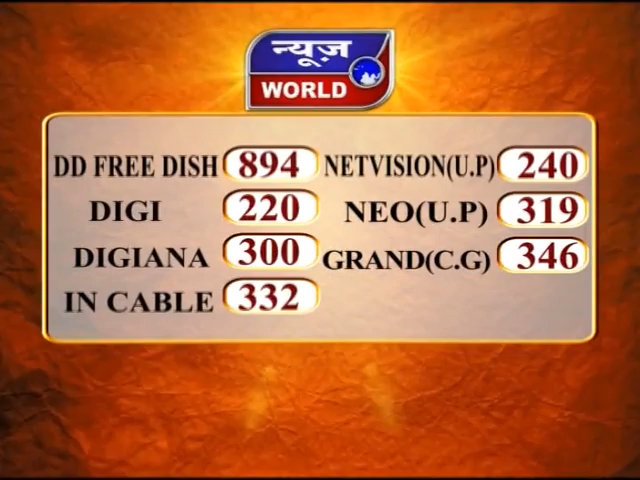 न्यूज़
WORLD
DD FREE DISH 894 NETVISION(U.P) 240
DIGI 220 NEO(U.P) 319
DIGIANA 300 GRAND(C.G) 346
IN CABLE 332